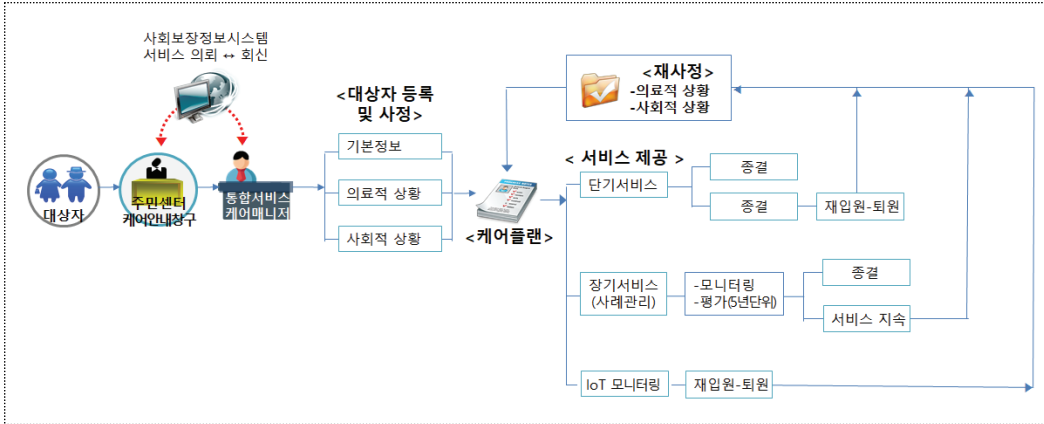 사회보장정보시스템
서비스 의뢰 ↔ 회신
<대상자 등록
및 사정>
기본정보
의료적 상황
사회적 상황
대상자
주민센터
케어안내창구
통합서비스
케어매니저
<케어플랜>
<재사정>
-의료적 상황
-사회적 상황
< 서비스 제공 >
단기서비스
종결
종결
재입원-퇴원
장기서비스
(사례관리)
-모니터링
-평가(5년단위)
종결
서비스 지속
IoT 모니터링
재입원-퇴원